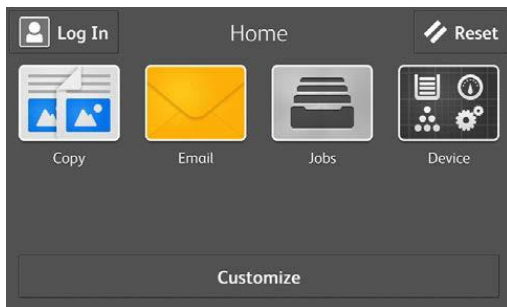 Log In
Home
Reset
Copy
Email
Jobs
Device
Customize